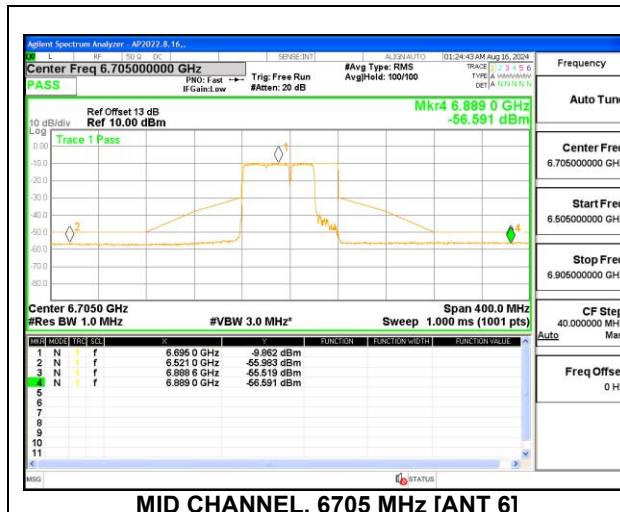 Agilent Spectrum Analyzer - AP2022.8.16,,
L RF 50 Ω DC SENSE:INT ALIGNAUTO 01:24:43 AM Aug 16, 2024
Center Freq 6.705000000 GHz #Avg Type: RMS TRACE 1 2 3 4 5 6
PASS PNO: Fast Trig: Free Run Avg|Hold: 100/100 TYPE A
IFGain:Low #Atten: 20 dB DET A N N N N N
Mkr4 6.889 0 GHz
Ref Offset 13 dB
10 dB/div Ref 10.00 dBm -56.591 dBm
Log
Trace 1 Pass
0.00
-10.0
-20.0
-30.0
-40.0
-50.0
-60.0
-70.0
-80.0
1
2
4
Center 6.7050 GHz Span 400.0 MHz
#Res BW 1.0 MHz #VBW 3.0 MHz* Sweep 1.000 ms (1001 pts)
MKR MODE TRC SCL X Y FUNCTION FUNCTION WIDTH FUNCTION VALUE
1 N 1 f 6.695 0 GHz -9.862 dBm
2 N 1 f 6.521 0 GHz -55.983 dBm
3 N 1 f 6.888 6 GHz -55.519 dBm
4 N 1 f 6.889 0 GHz -56.591 dBm
5
6
7
8
9
10
11
MSG STATUS
Frequency
Auto Tune
Center Freq
6.705000000 GH
Start Freq
6.505000000 GH
Stop Freq
6.905000000 GH
CF Step
40.000000 MH
Auto Ma
Freq Offse
0 H
MID CHANNEL, 6705 MHz [ANT 6]